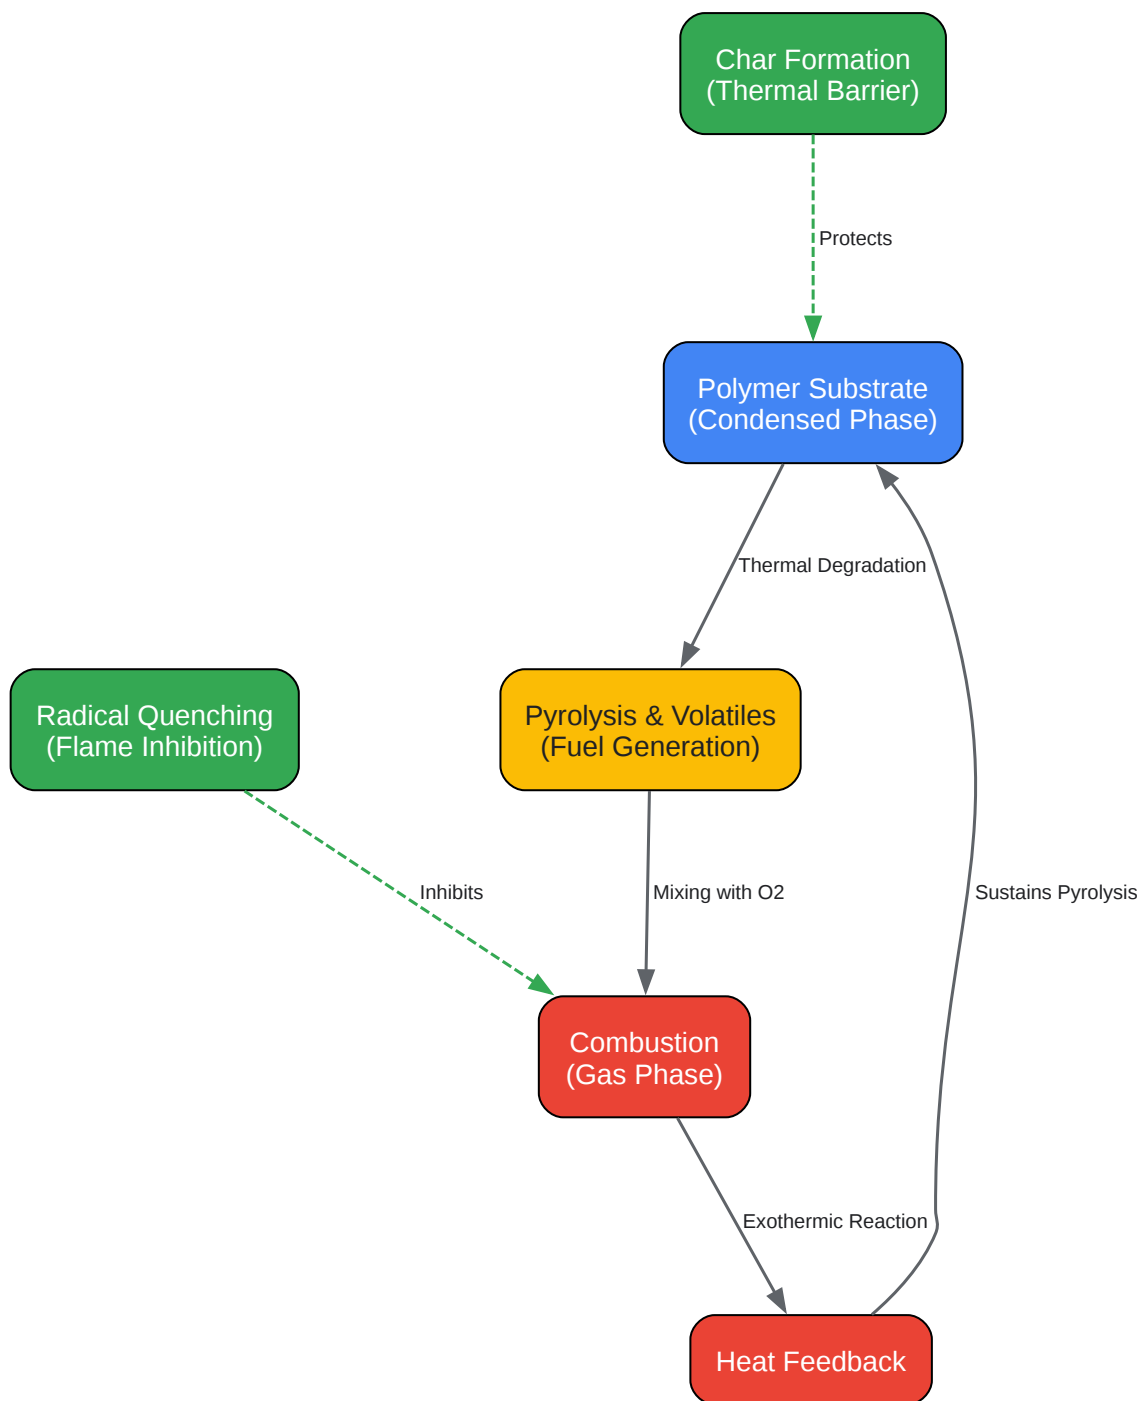 Char Formation
(Thermal Barrier)
Protects
Polymer Substrate
(Condensed Phase)
Thermal Degradation
Radical Quenching
(Flame Inhibition)
Pyrolysis & Volatiles
(Fuel Generation)
Inhibits
Mixing with O2
Sustains Pyrolysis
Combustion
(Gas Phase)
Exothermic Reaction
Heat Feedback